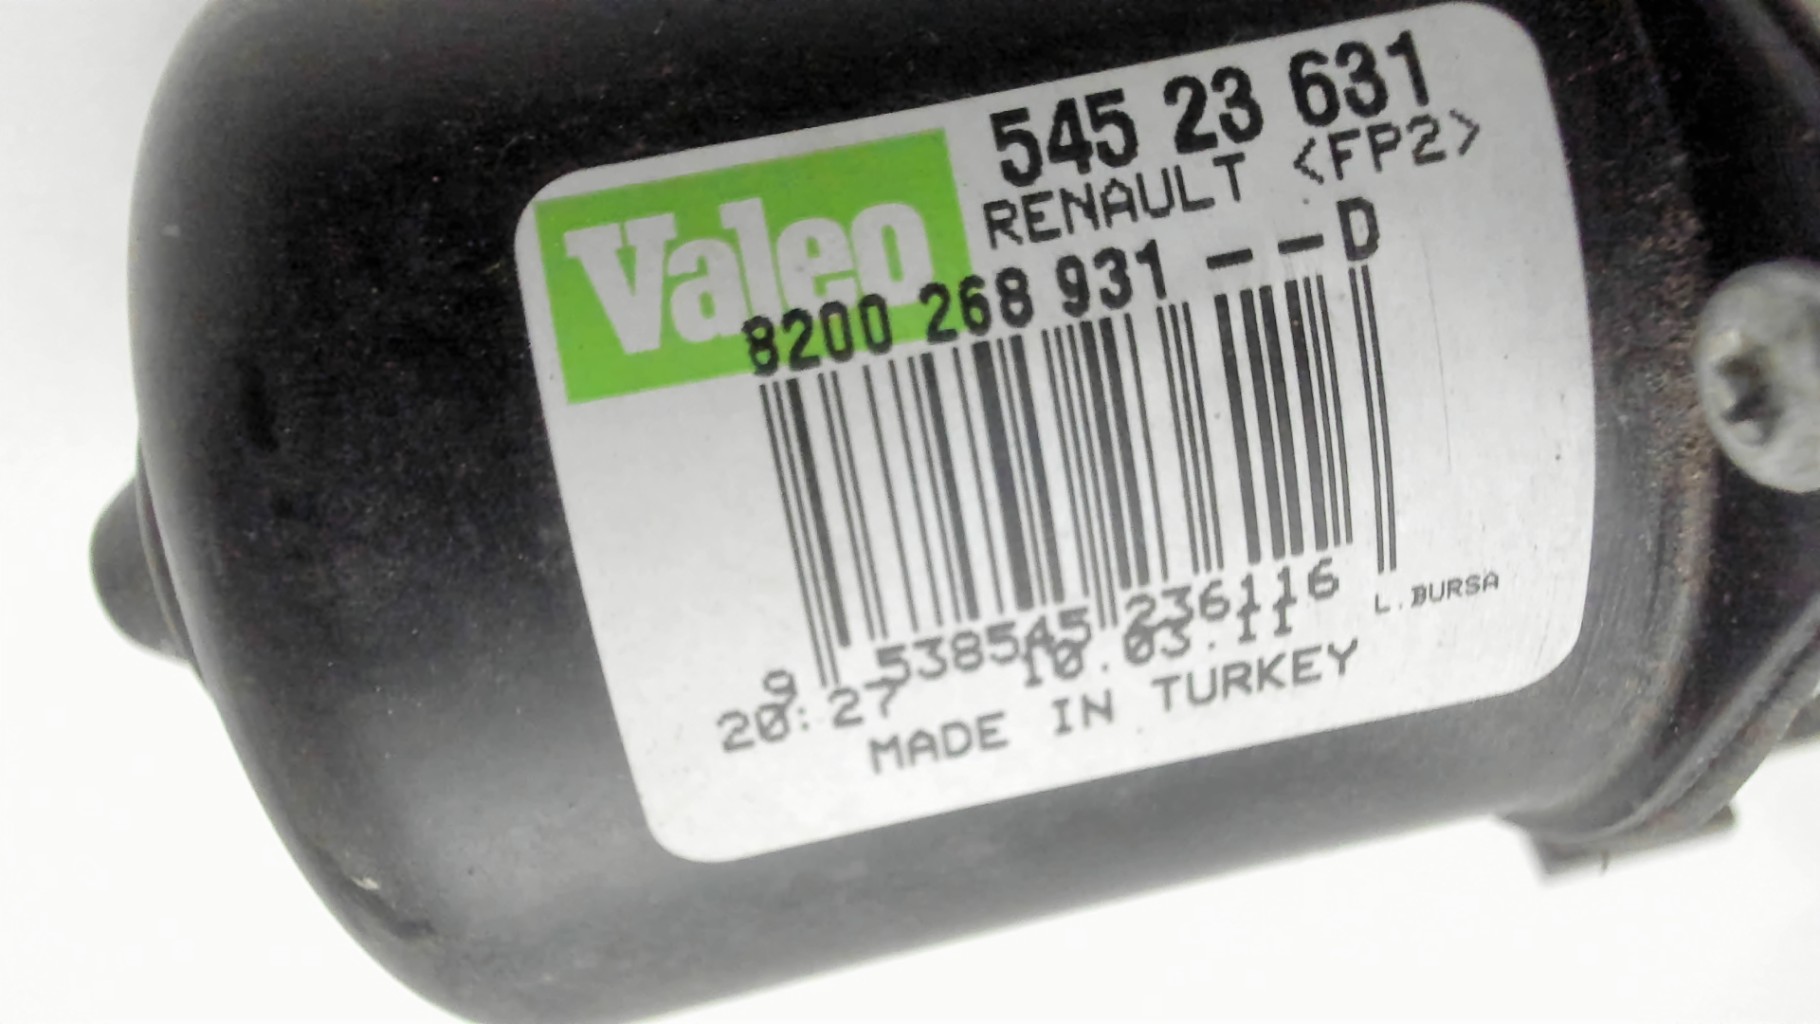 Valeo
545 23 631
RENAULT <FP2>
8200 268 931 --D
9 538545 236116
L.BURSA
20:27 10.03.11
MADE IN TURKEY